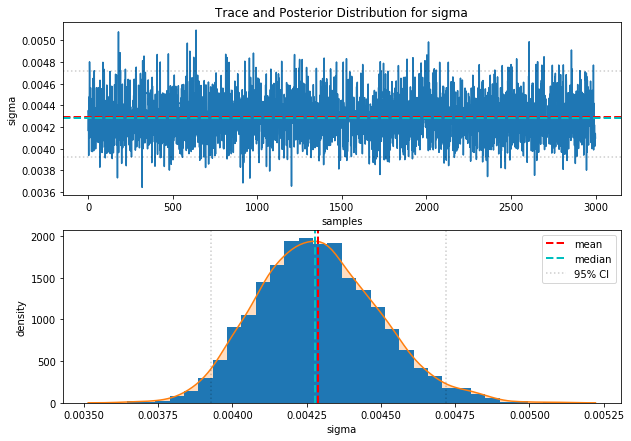 Trace and Posterior Distribution for sigma
0.0050
0.0048
0.0046
0.0044
0.0042
0.0040
0.0038
0.0036
sigma
0 500 1000 1500 2000 2500 3000
samples
2000
1500
1000
500
0
density
mean
median
95% CI
0.00350 0.00375 0.00400 0.00425 0.00450 0.00475 0.00500 0.00525
sigma